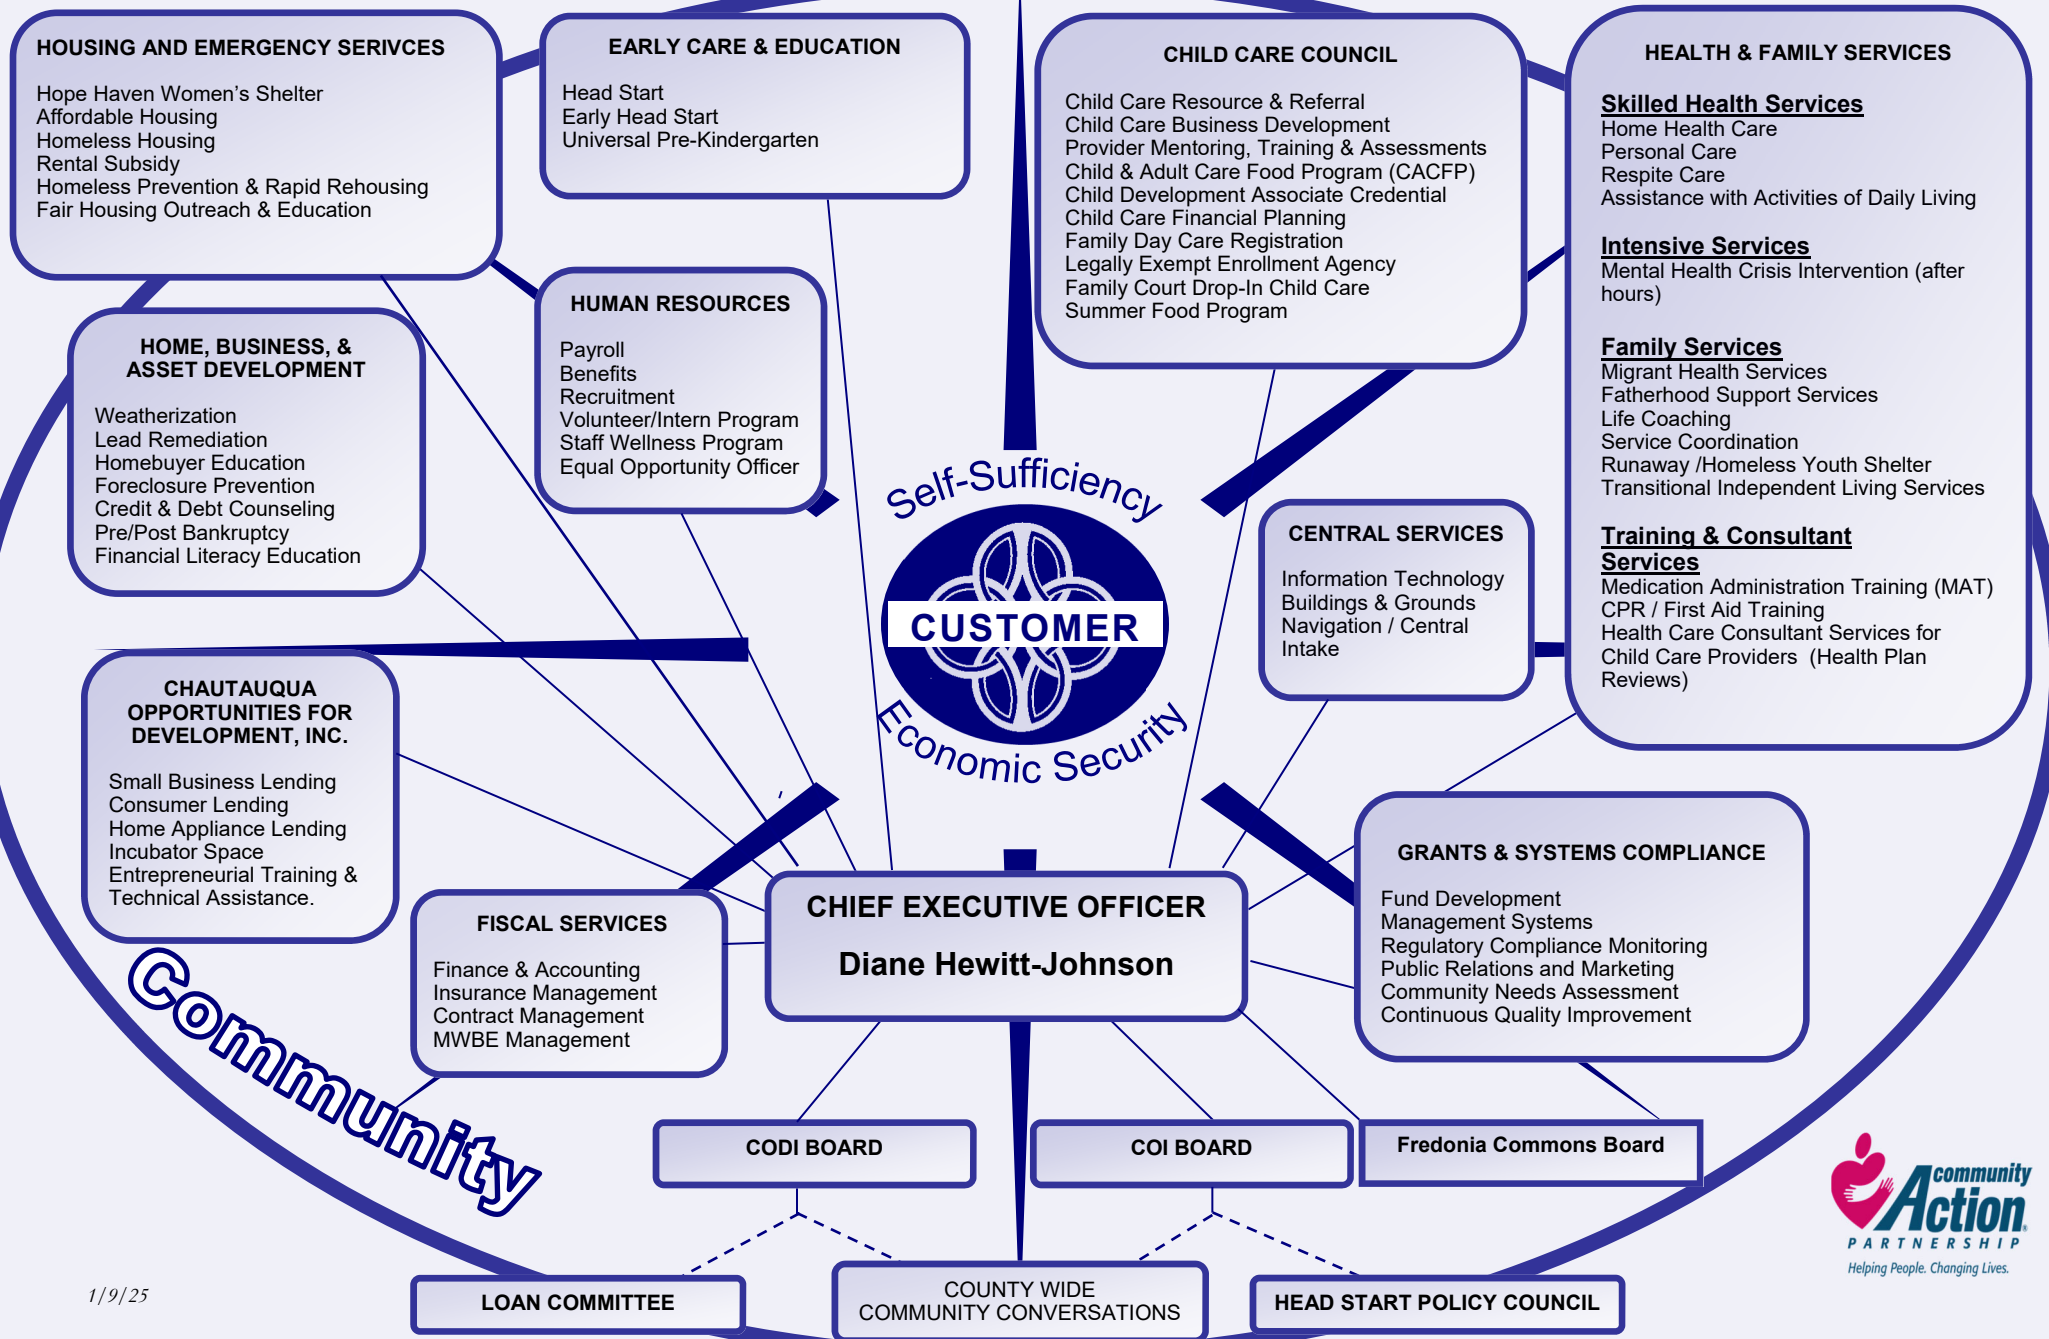 HOUSING AND EMERGENCY SERIVCES
Hope Haven Women's Shelter
Affordable Housing
Homeless Housing
Rental Subsidy
Homeless Prevention & Rapid Rehousing
Fair Housing Outreach & Education
EARLY CARE & EDUCATION
Head Start
Early Head Start
Universal Pre-Kindergarten
CHILD CARE COUNCIL
Child Care Resource & Referral
Child Care Business Development
Provider Mentoring, Training & Assessments
Child & Adult Care Food Program (CACFP)
Child Development Associate Credential
Child Care Financial Planning
Family Day Care Registration
Legally Exempt Enrollment Agency
Family Court Drop-In Child Care
Summer Food Program
HEALTH & FAMILY SERVICES
Skilled Health Services
Home Health Care
Personal Care
Respite Care
Assistance with Activities of Daily Living
Intensive Services
Mental Health Crisis Intervention (after
hours)
Family Services
Migrant Health Services
Fatherhood Support Services
Life Coaching
Service Coordination
Runaway /Homeless Youth Shelter
Transitional Independent Living Services
Training & Consultant
Services
Medication Administration Training (MAT)
CPR / First Aid Training
Health Care Consultant Services for
Child Care Providers  (Health Plan
Reviews)
HUMAN RESOURCES
Payroll
Benefits
Recruitment
Volunteer/Intern Program
Staff Wellness Program
Equal Opportunity Officer
HOME, BUSINESS, &
ASSET DEVELOPMENT
Weatherization
Lead Remediation
Homebuyer Education
Foreclosure Prevention
Credit & Debt Counseling
Pre/Post Bankruptcy
Financial Literacy Education
Self-Sufficiency
CUSTOMER
Economic Security
CENTRAL SERVICES
Information Technology
Buildings & Grounds
Navigation / Central
Intake
CHAUTAUQUA
OPPORTUNITIES FOR
DEVELOPMENT, INC.
Small Business Lending
Consumer Lending
Home Appliance Lending
Incubator Space
Entrepreneurial Training &
Technical Assistance.
FISCAL SERVICES
Finance & Accounting
Insurance Management
Contract Management
MWBE Management
CHIEF EXECUTIVE OFFICER
Diane Hewitt-Johnson
GRANTS & SYSTEMS COMPLIANCE
Fund Development
Management Systems
Regulatory Compliance Monitoring
Public Relations and Marketing
Community Needs Assessment
Continuous Quality Improvement
Community
CODI BOARD
COI BOARD
Fredonia Commons Board
LOAN COMMITTEE
COUNTY WIDE
COMMUNITY CONVERSATIONS
HEAD START POLICY COUNCIL
community
Action®
PARTNERSHIP
Helping People. Changing Lives.
1/9/25